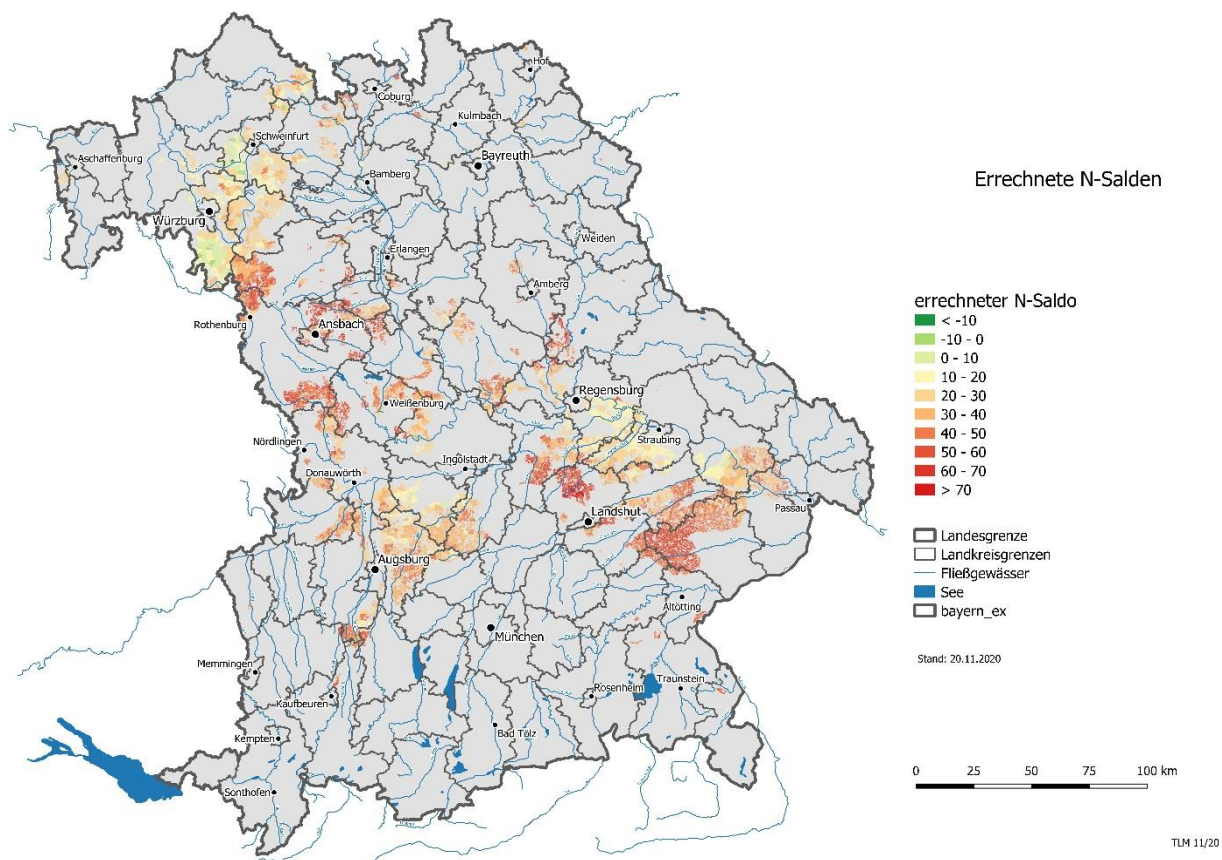 Hof
Coburg
Kulmbach
Schweinfurt
Aschaffenburg
Bayreuth
Bamberg
Errechnete N-Salden
Würzburg
Weiden
Erlangen
Amberg
errechneter N-Saldo
< -10
-10 - 0
0 - 10
10 - 20
20 - 30
30 - 40
40 - 50
50 - 60
60 - 70
> 70
Rothenburg
Ansbach
Regensburg
Weißenburg
Straubing
Nördlingen
Ingolstadt
Donauwörth
Passau
Landshut
Landesgrenze
Landkreisgrenzen
Fließgewässer
See
bayern_ex
Augsburg
Altötting
München
Stand: 20.11.2020
Memmingen
Traunstein
Rosenheim
Kaufbeuren
Bad Tölz
Kempten
0 25 50 75 100 km
Sonthofen
TLM 11/20